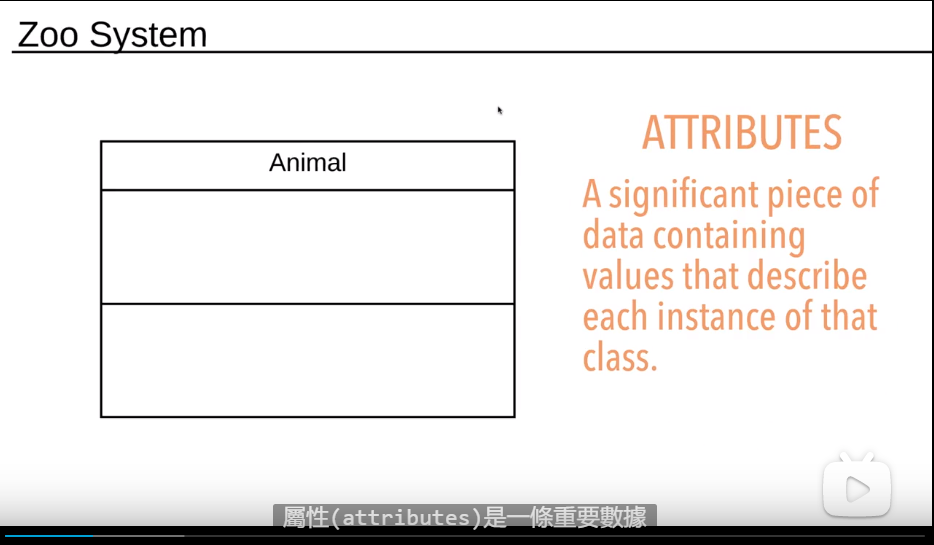 Zoo System
Animal
ATTRIBUTES
A significant piece of
data containing
values that describe
each instance of that
class.
屬性(attributes)是一條重要數據